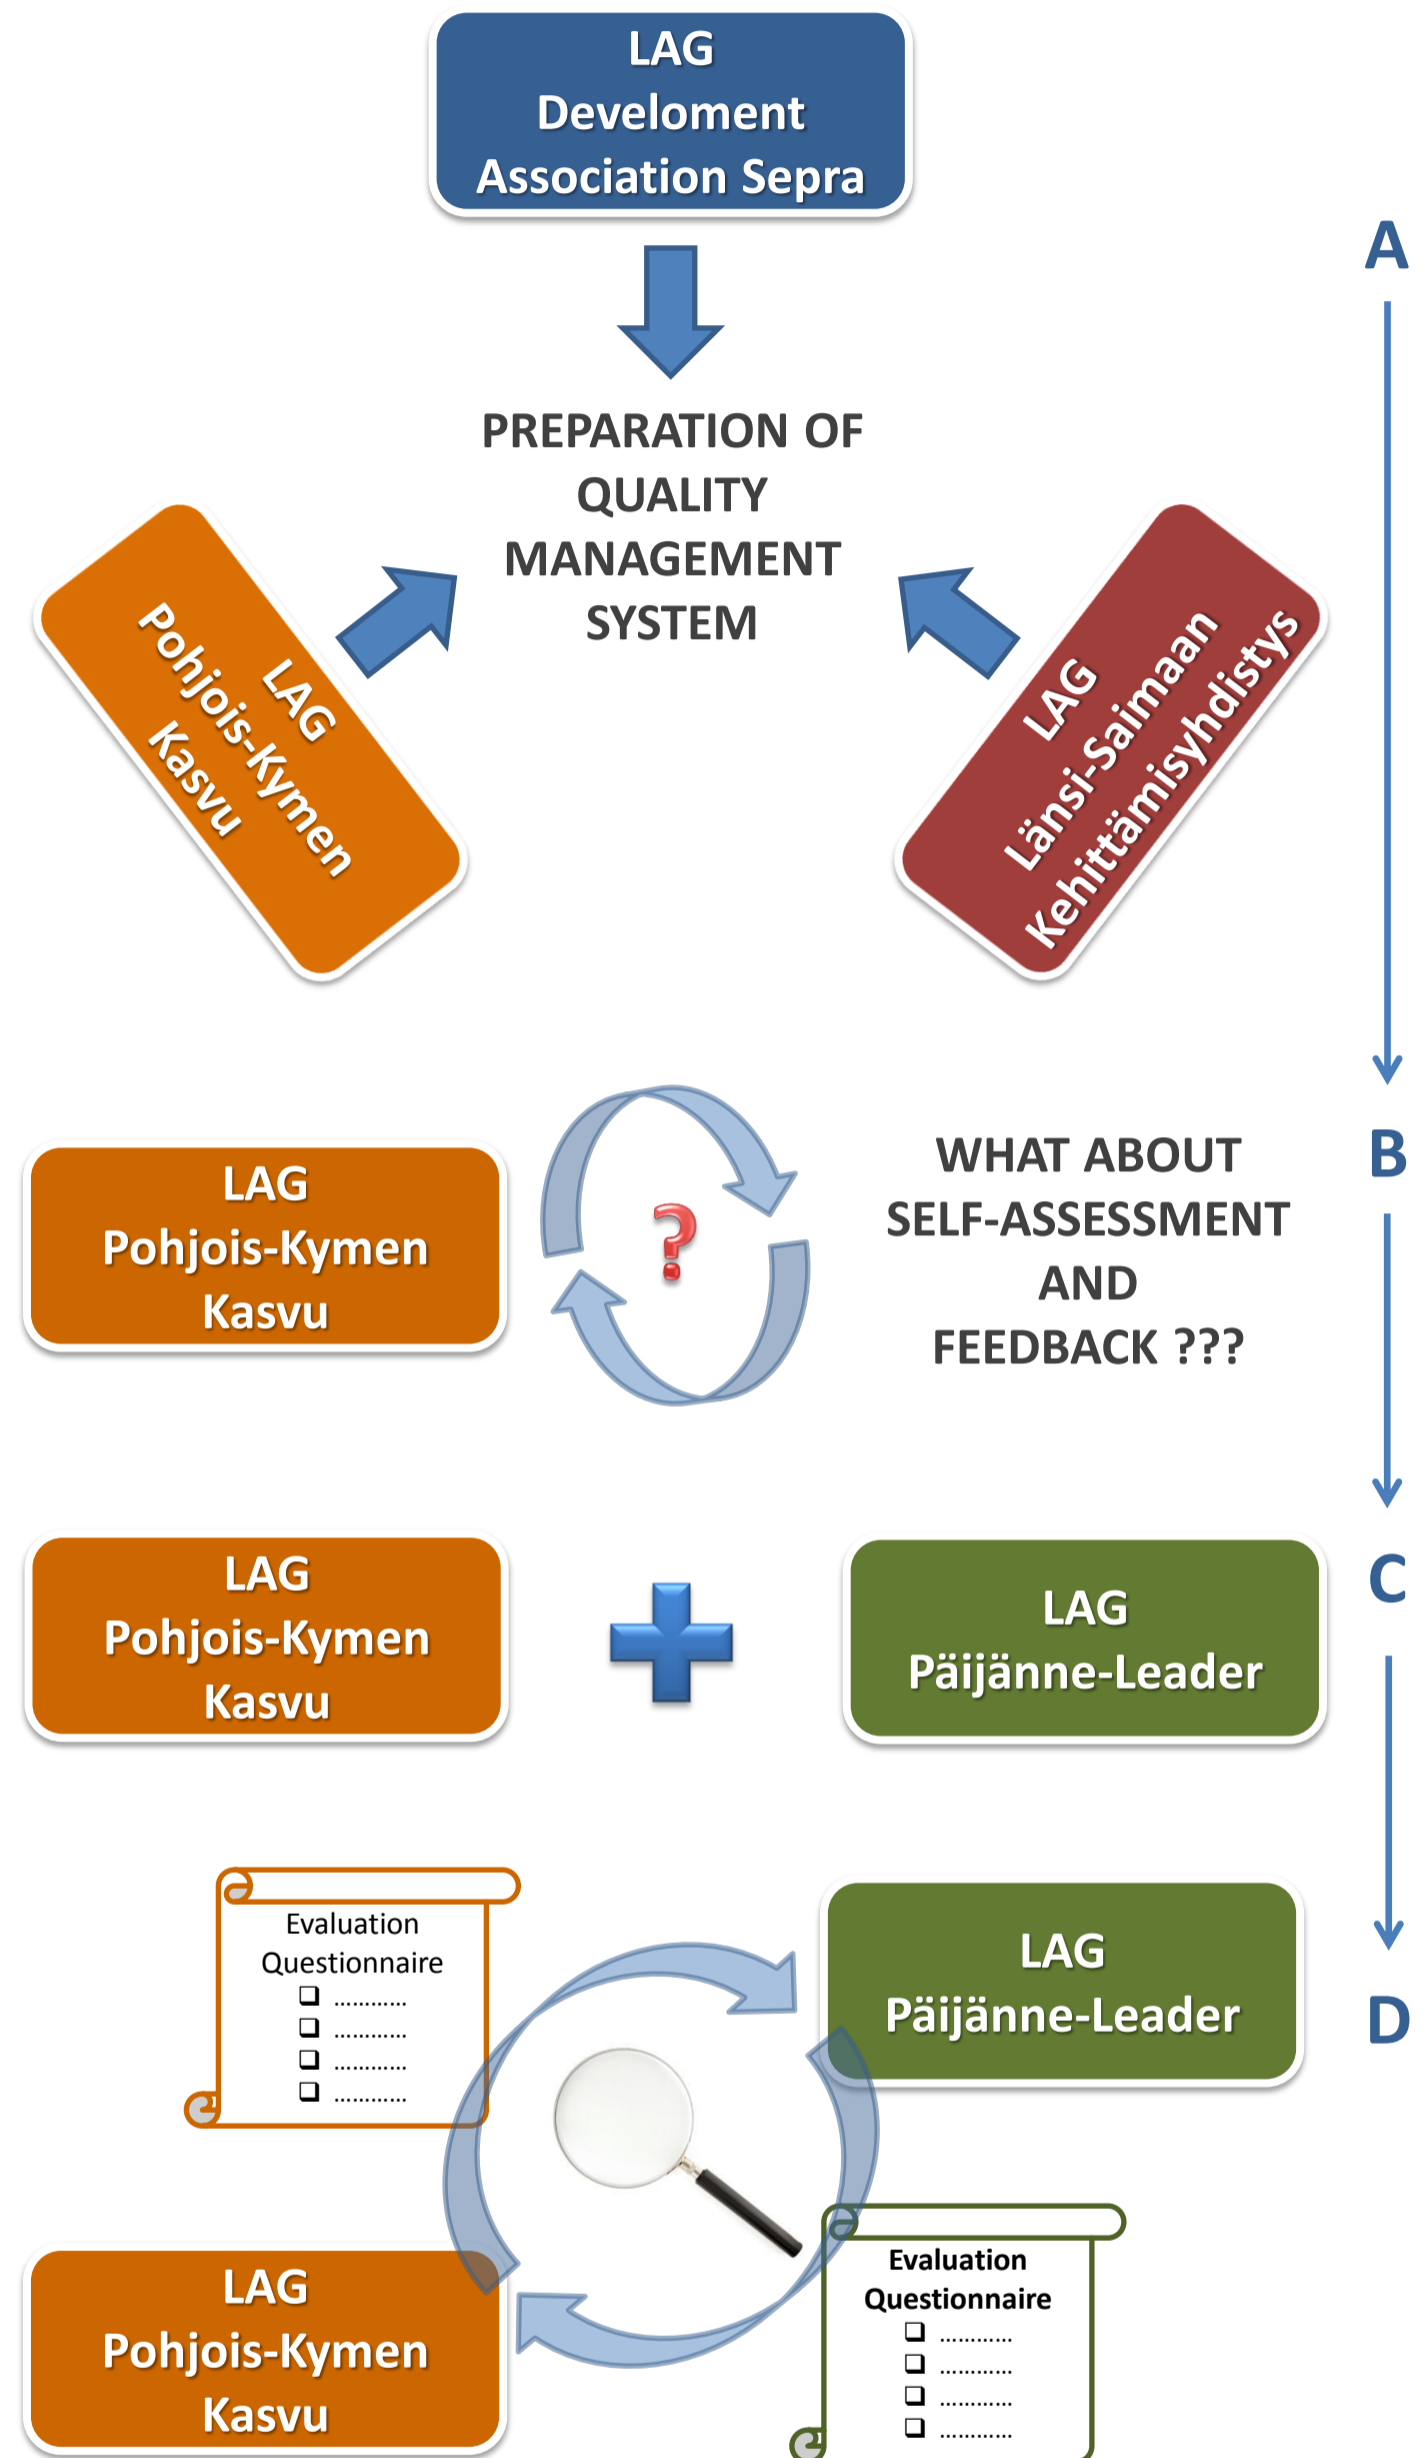 LAG
Develoment
Association Sepra
A
PREPARATION OF
QUALITY
MANAGEMENT
SYSTEM
LAG
Pohjois-Kymen
Kasvu
LAG
Länsi-Saimaan
Kehittämisyhdistys
LAG
Pohjois-Kymen
Kasvu
?
WHAT ABOUT
SELF-ASSESSMENT
AND
FEEDBACK ???
B
LAG
Pohjois-Kymen
Kasvu
LAG
Päijänne-Leader
C
Evaluation
Questionnaire
❑ ............
❑ ............
❑ ............
❑ ............
LAG
Päijänne-Leader
D
LAG
Pohjois-Kymen
Kasvu
Evaluation
Questionnaire
❑ ............
❑ ............
❑ ............
❑ ............